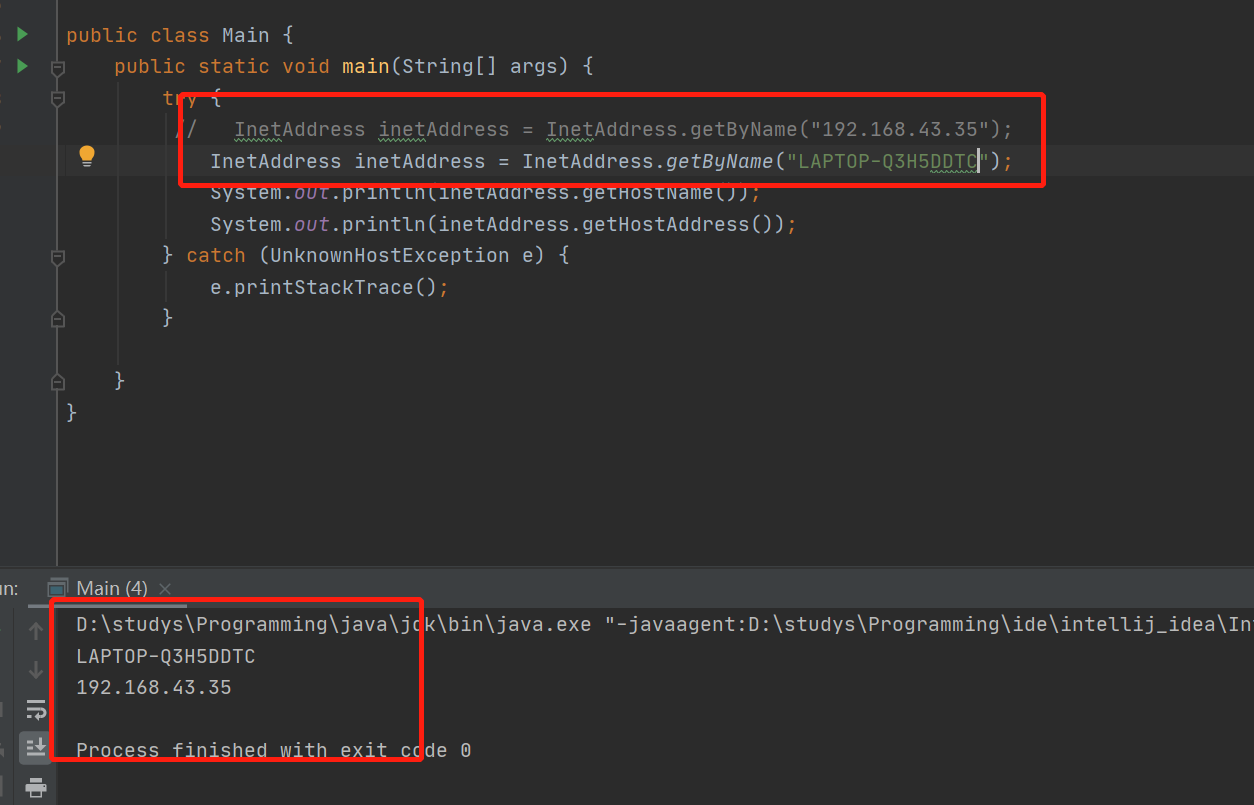 public class Main {
public static void main(String[] args) {
try {
// InetAddress inetAddress = InetAddress.getByName("192.168.43.35");
InetAddress inetAddress = InetAddress.getByName("LAPTOP-Q3H5DDTC");
System.out.println(inetAddress.getHostName());
System.out.println(inetAddress.getHostAddress());
} catch (UnknownHostException e) {
e.printStackTrace();
}
}
}
un: Main (4)
D:\studys\Programming\java\jdk\bin\java.exe "-javaagent:D:\studys\Programming\ide\intellij_idea\In
LAPTOP-Q3H5DDTC
192.168.43.35
Process finished with exit code 0